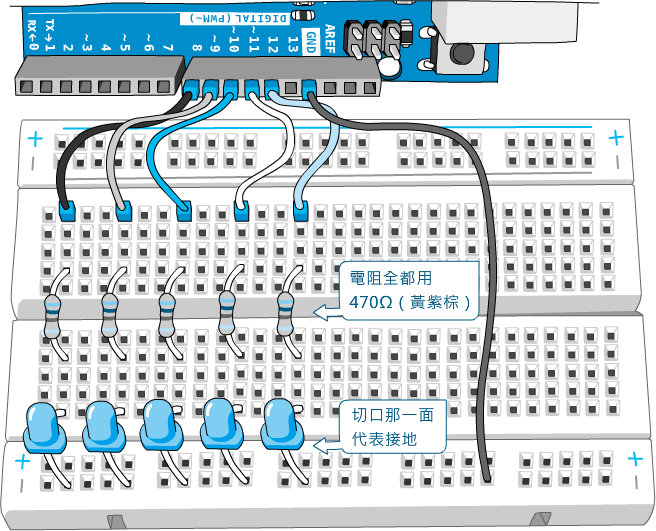 DIGITAL (PWM~)
RX←0
TX→1
2
~3
4
~5
~6
7
8
~9
~10
~11
12
13
GND
AREF
+
+
電阻全都用
470Ω（黃紫棕）
切口那一面
代表接地
+
+